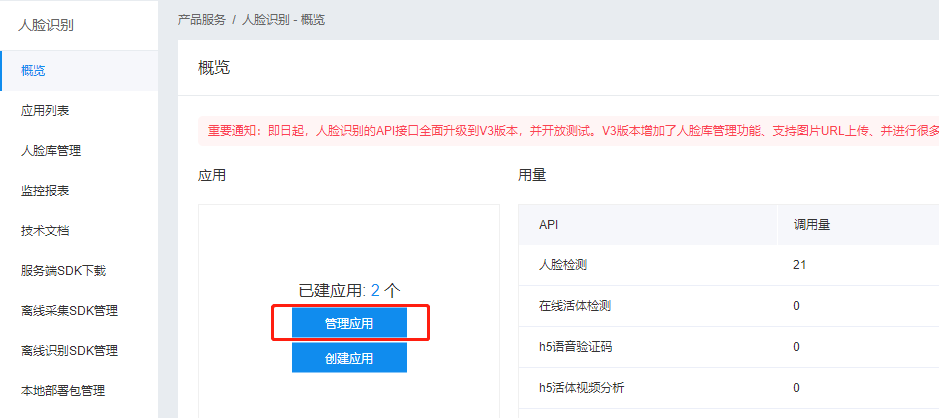 人脸识别
概览
应用列表
人脸库管理
监控报表
技术文档
服务端SDK下载
离线采集SDK管理
离线识别SDK管理
本地部署包管理
产品服务 / 人脸识别 - 概览
概览
重要通知：即日起，人脸识别的API接口全面升级到V3版本，并开放测试。V3版本增加了人脸库管理功能、支持图片URL上传、并进行很多
应用
已建应用: 2 个
管理应用
创建应用
用量
API 调用量
人脸检测 21
在线活体检测 0
h5语音验证码 0
h5活体视频分析 0